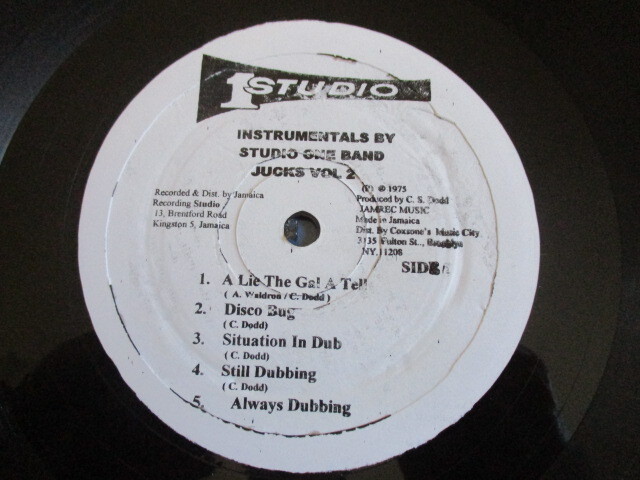 1 STUDIO
INSTRUMENTALS BY
STUDIO ONE BAND
JUCKS VOL 2
Recorded & Dist. by Jamaica
Recording Studio
13, Brentford Road
Kingston 5, Jamaica
(P) @ 1975
Produced by C. S. Dodd
JAMREC MUSIC
Made in Jamaica
Dist. By Coxsone's Music City
Fulton St.., Brooklyn
NY. 11208
SIDE
1. A Lie The Gal A Tell
( A. Waldron / C. Dodd )
2. Disco Bug
( C. Dodd)
3. Situation In Dub
( C. Dodd)
4. Still Dubbing
( C. Dodd)
5. Always Dubbing